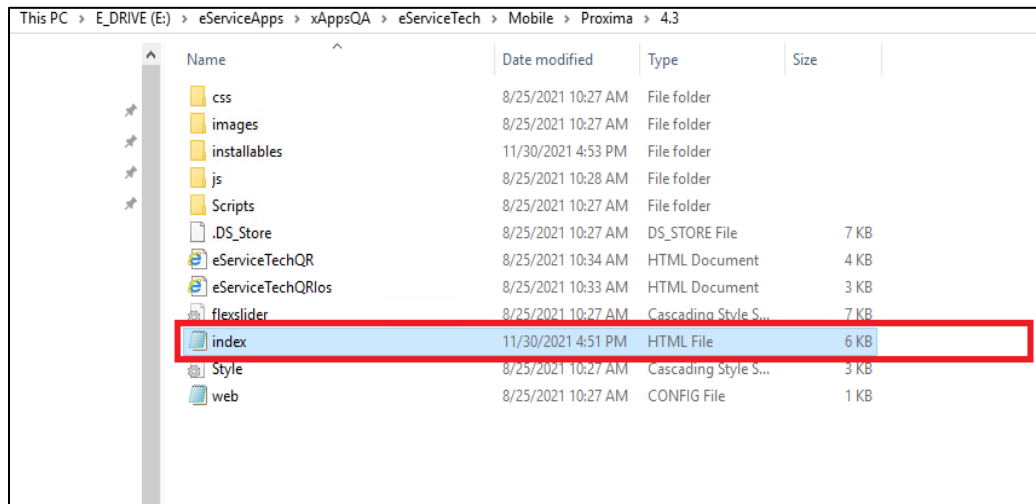 This PC > E_DRIVE (E:) > eServiceApps > xAppsQA > eServiceTech > Mobile > Proxima > 4.3
Name Date modified Type Size
css 8/25/2021 10:27 AM File folder
images 8/25/2021 10:27 AM File folder
installables 11/30/2021 4:53 PM File folder
js 8/25/2021 10:28 AM File folder
Scripts 8/25/2021 10:27 AM File folder
.DS_Store 8/25/2021 10:27 AM DS_STORE File 7 KB
eServiceTechQR 8/25/2021 10:34 AM HTML Document 4 KB
eServiceTechQRIos 8/25/2021 10:33 AM HTML Document 3 KB
flexslider 8/25/2021 10:27 AM Cascading Style S... 7 KB
index 11/30/2021 4:51 PM HTML File 6 KB
Style 8/25/2021 10:27 AM Cascading Style S... 3 KB
web 8/25/2021 10:27 AM CONFIG File 1 KB